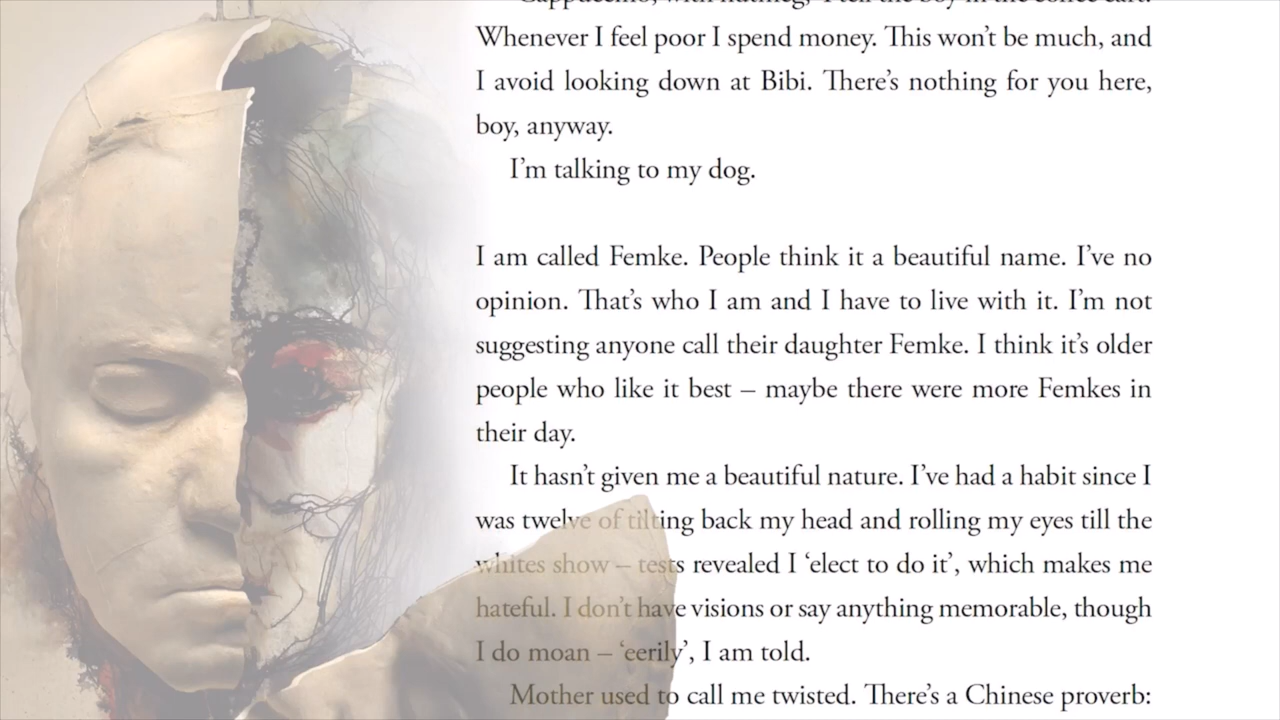 Whenever I feel poor I spend money. This won’t be much, and
I avoid looking down at Bibi. There’s nothing for you here,
boy, anyway.
I’m talking to my dog.
I am called Femke. People think it a beautiful name. I’ve no
opinion. That’s who I am and I have to live with it. I’m not
suggesting anyone call their daughter Femke. I think it’s older
people who like it best – maybe there were more Femkes in
their day.
It hasn’t given me a beautiful nature. I’ve had a habit since I
was twelve of tilting back my head and rolling my eyes till the
whites show – tests revealed I ‘elect to do it’, which makes me
hateful. I don’t have visions or say anything memorable, though
I do moan – ‘eerily’, I am told.
Mother used to call me twisted. There’s a Chinese proverb: